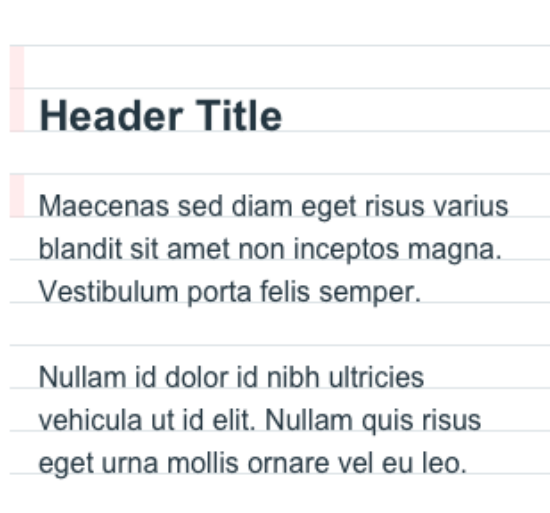 Header Title
Maecenas sed diam eget risus varius
blandit sit amet non inceptos magna.
Vestibulum porta felis semper.
Nullam id dolor id nibh ultricies
vehicula ut id elit. Nullam quis risus
eget urna mollis ornare vel eu leo.